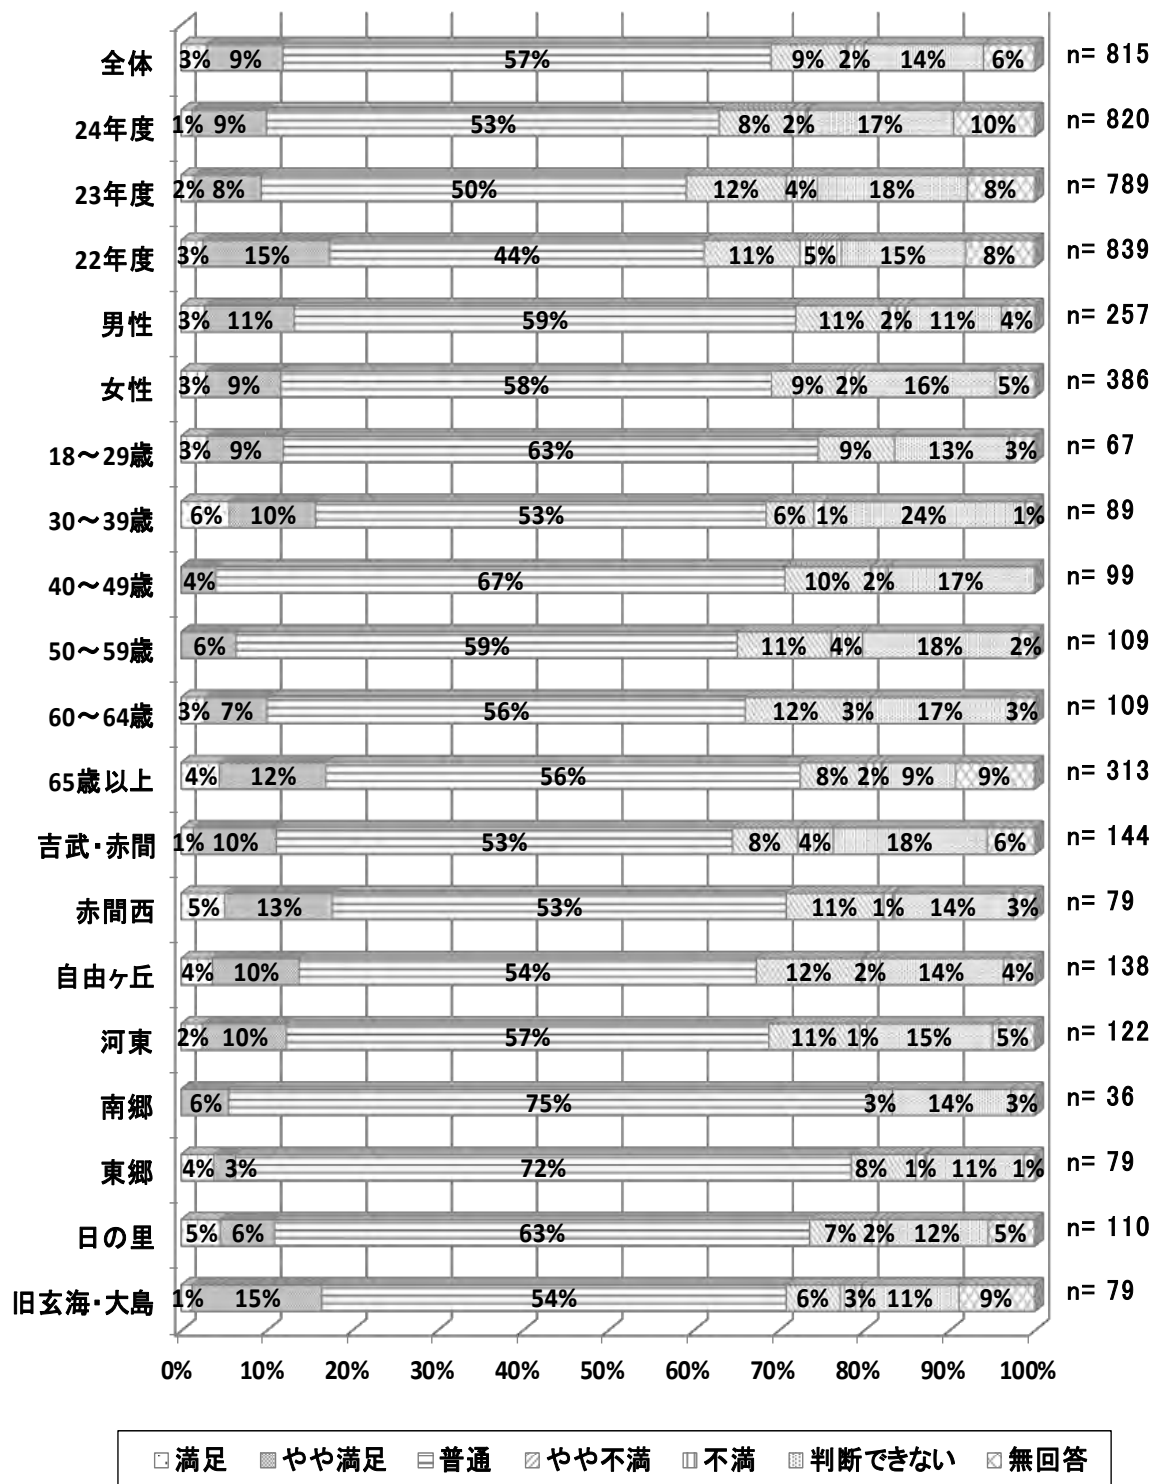 全体 3% 9% 57% 9% 2% 14% 6% n= 815
24年度 1% 9% 53% 8% 2% 17% 10% n= 820
23年度 2% 8% 50% 12% 4% 18% 8% n= 789
22年度 3% 15% 44% 11% 5% 15% 8% n= 839
男性 3% 11% 59% 11% 2% 11% 4% n= 257
女性 3% 9% 58% 9% 2% 16% 5% n= 386
18～29歳 3% 9% 63% 9% 13% 3% n= 67
30～39歳 6% 10% 53% 6% 1% 24% 1% n= 89
40～49歳 4% 67% 10% 2% 17% n= 99
50～59歳 6% 59% 11% 4% 18% 2% n= 109
60～64歳 3% 7% 56% 12% 3% 17% 3% n= 109
65歳以上 4% 12% 56% 8% 2% 9% 9% n= 313
吉武・赤間 1% 10% 53% 8% 4% 18% 6% n= 144
赤間西 5% 13% 53% 11% 1% 14% 3% n= 79
自由ヶ丘 4% 10% 54% 12% 2% 14% 4% n= 138
河東 2% 10% 57% 11% 1% 15% 5% n= 122
南郷 6% 75% 3% 14% 3% n= 36
東郷 4% 3% 72% 8% 1% 11% 1% n= 79
日の里 5% 6% 63% 7% 2% 12% 5% n= 110
旧玄海・大島 1% 15% 54% 6% 3% 11% 9% n= 79
0% 10% 20% 30% 40% 50% 60% 70% 80% 90% 100%
満足 やや満足 普通 やや不満 不満 判断できない 無回答